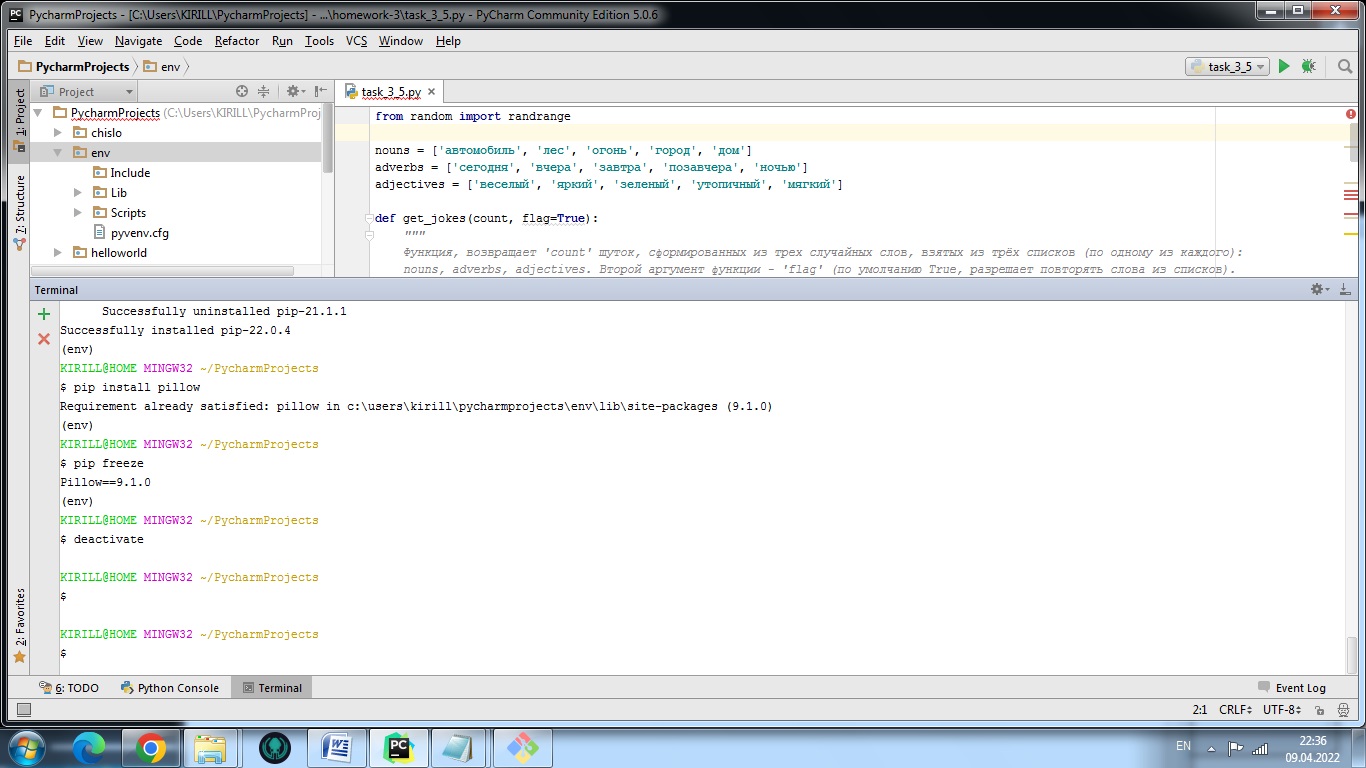 PycharmProjects - [C:\Users\KIRILL\PycharmProjects] - ...\homework-3\task_3_5.py - PyCharm Community Edition 5.0.6
File Edit View Navigate Code Refactor Run Tools VCS Window Help
PycharmProjects env task_3_5
1: Project
7: Structure
2: Favorites
Project
PycharmProjects (C:\Users\KIRILL\PycharmProj
chislo
env
Include
Lib
Scripts
pyvenv.cfg
helloworld
task_3_5.py
from random import randrange
nouns = ['автомобиль', 'лес', 'огонь', 'город', 'дом']
adverbs = ['сегодня', 'вчера', 'завтра', 'позавчера', 'ночью']
adjectives = ['веселый', 'яркий', 'зеленый', 'утопичный', 'мягкий']
def get_jokes(count, flag=True):
"""
Функция, возвращает 'count' шуток, сформированных из трех случайных слов, взятых из трёх списков (по одному из каждого):
nouns, adverbs, adjectives. Второй аргумент функции - 'flag' (по умолчанию True, разрешает повторять слова из списков).
Terminal
Successfully uninstalled pip-21.1.1
Successfully installed pip-22.0.4
(env)
KIRILL@HOME MINGW32 ~/PycharmProjects
$ pip install pillow
Requirement already satisfied: pillow in c:\users\kirill\pycharmprojects\env\lib\site-packages (9.1.0)
(env)
KIRILL@HOME MINGW32 ~/PycharmProjects
$ pip freeze
Pillow==9.1.0
(env)
KIRILL@HOME MINGW32 ~/PycharmProjects
$ deactivate
KIRILL@HOME MINGW32 ~/PycharmProjects
$
KIRILL@HOME MINGW32 ~/PycharmProjects
$
6: TODO Python Console Terminal Event Log
2:1 CRLF UTF-8
PC EN 22:36
09.04.2022